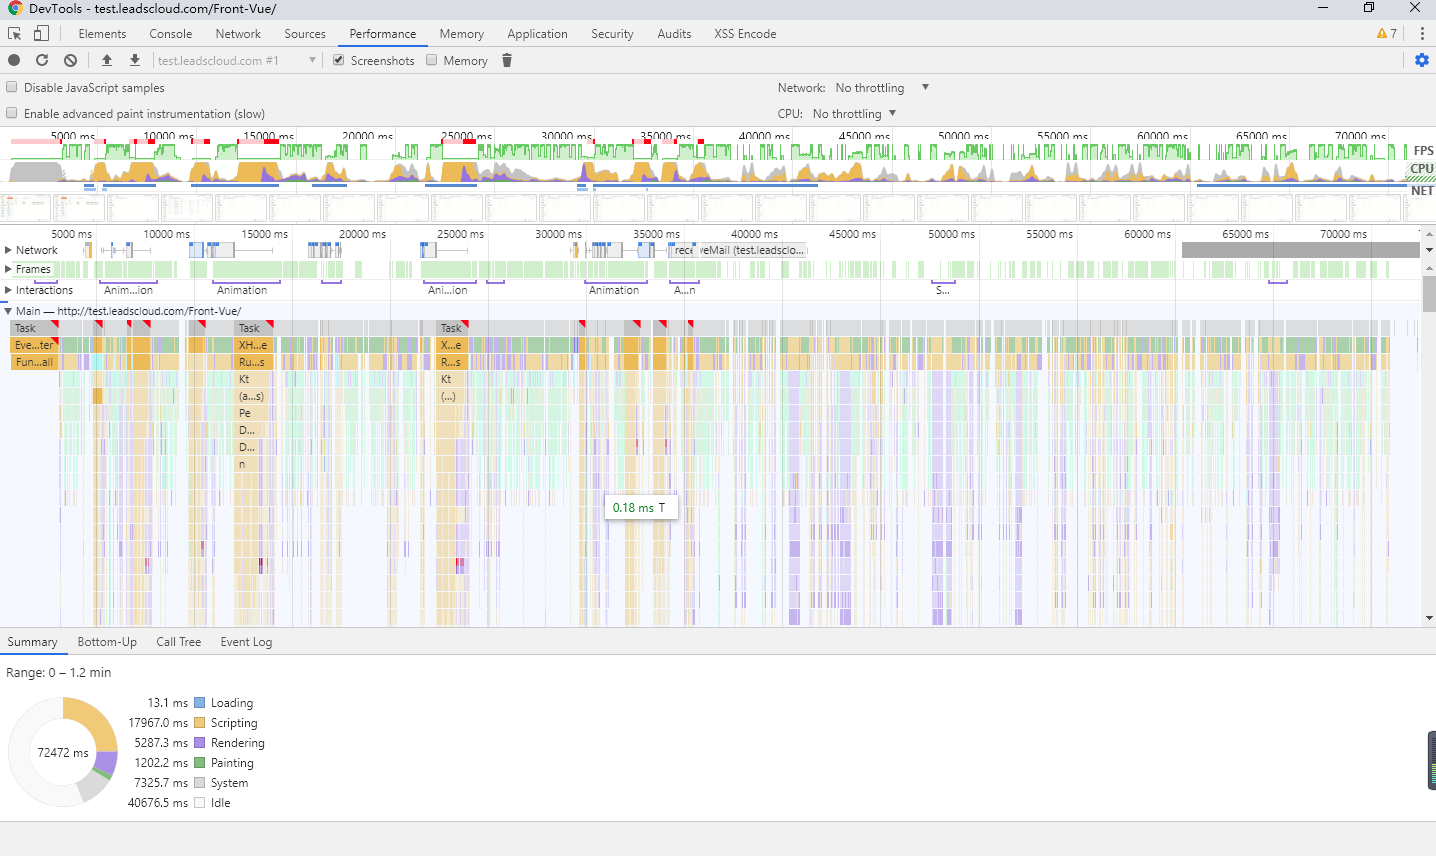 DevTools - test.leadscloud.com/Front-Vue/
Elements Console Network Sources Performance Memory Application Security Audits XSS Encode 7
test.leadscloud.com #1 Screenshots Memory
Disable JavaScript samples Network: No throttling
Enable advanced paint instrumentation (slow) CPU: No throttling
5000 ms 10000 ms 15000 ms 20000 ms 25000 ms 30000 ms 35000 ms 40000 ms 45000 ms 50000 ms 55000 ms 60000 ms 65000 ms 70000 ms
FPS
CPU
NET
5000 ms 10000 ms 15000 ms 20000 ms 25000 ms 30000 ms 35000 ms 40000 ms 45000 ms 50000 ms 55000 ms 60000 ms 65000 ms 70000 ms
Network rece veMail (test.leadsclo...
Frames
Interactions Anim...ion Animation Ani...ion Animation A...n S...
Main — http://test.leadscloud.com/Front-Vue/
Task Task Task
Eve...ter XH...e X...e
Fun...all Ru...s R...s
Kt Kt
(a...s) (...)
Pe
D...
D...
n
0.18 ms T
Summary Bottom-Up Call Tree Event Log
Range: 0 – 1.2 min
72472 ms
13.1 ms Loading
17967.0 ms Scripting
5287.3 ms Rendering
1202.2 ms Painting
7325.7 ms System
40676.5 ms Idle